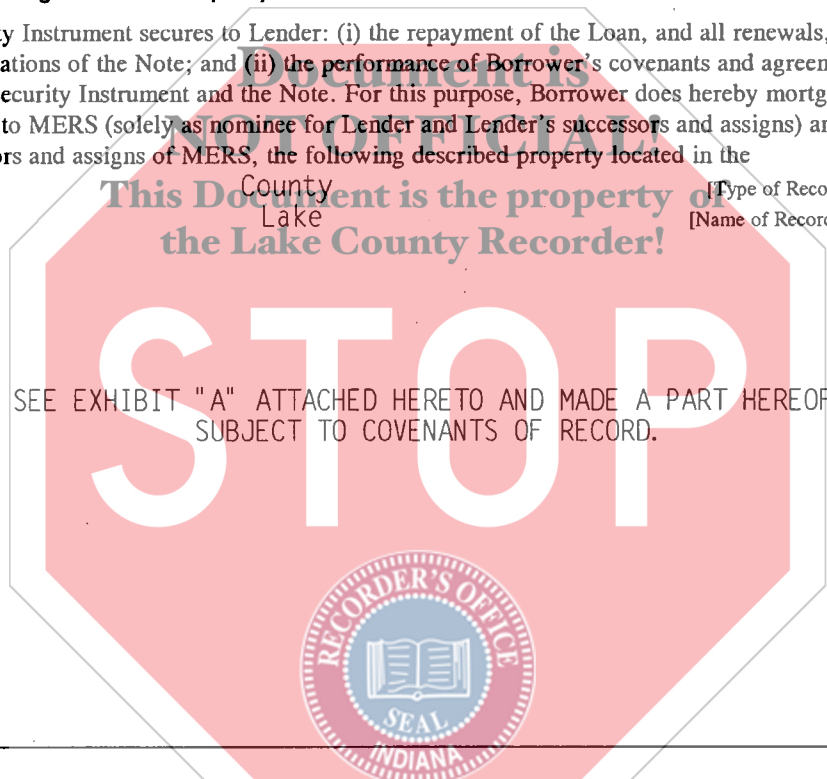 ty Instrument secures to Lender: (i) the repayment of the Loan, and all renewals,
ations of the Note; and (ii) the performance of Borrower's covenants and agreem
ecurity Instrument and the Note. For this purpose, Borrower does hereby mortg
to MERS (solely as nominee for Lender and Lender's successors and assigns) an
rs and assigns of MERS, the following described property located in the
County [Type of Reco
Lake [Name of Record
Document is
NOT OFFICIAL!
This Document is the property of
the Lake County Recorder!
STOP
SEE EXHIBIT "A" ATTACHED HERETO AND MADE A PART HEREOF
SUBJECT TO COVENANTS OF RECORD.
RECORDER'S OFFICE
SEAL
INDIANA